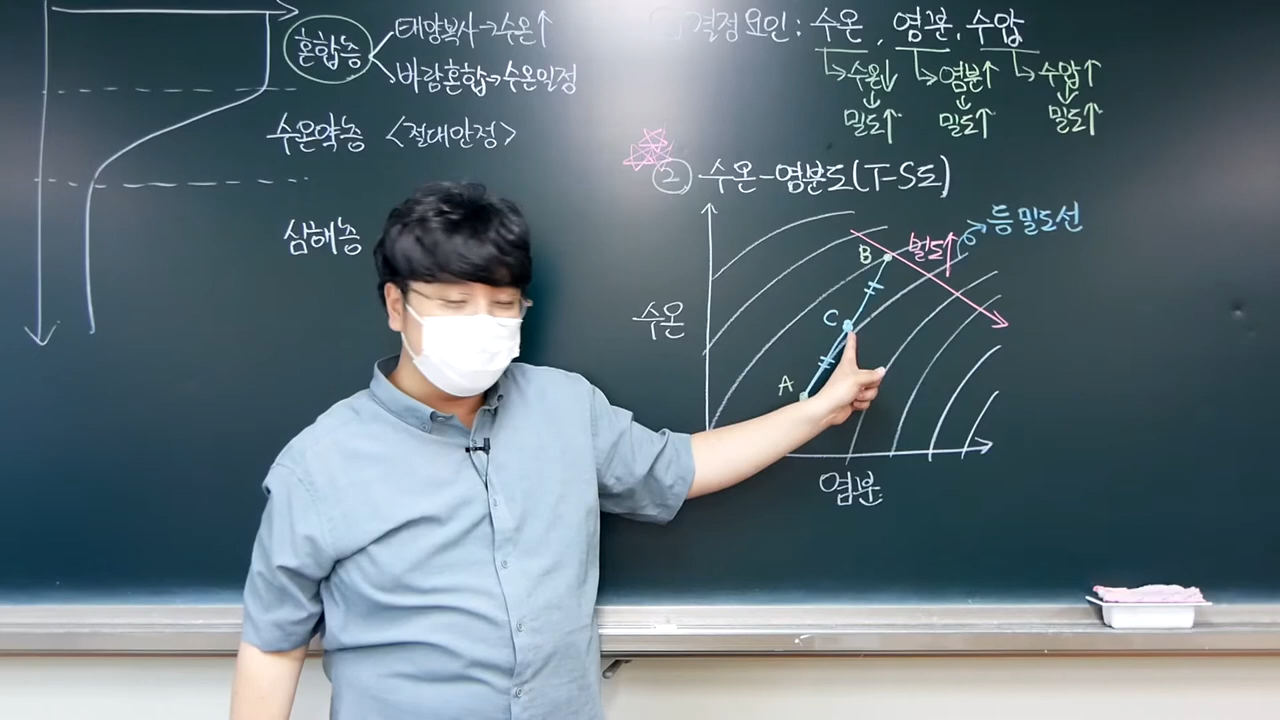 혼합층
태양복사→수온↑
바람혼합→수온일정
수온약층 <절대안정>
심해층
결정요인: 수온, 염분, 수압
→수온↓ →염분↑ →수압↑
밀도↑ 밀도↑ 밀도↑
② 수온-염분도(T-S도)
등밀도선
밀도↑
B
수온
C
A
염분